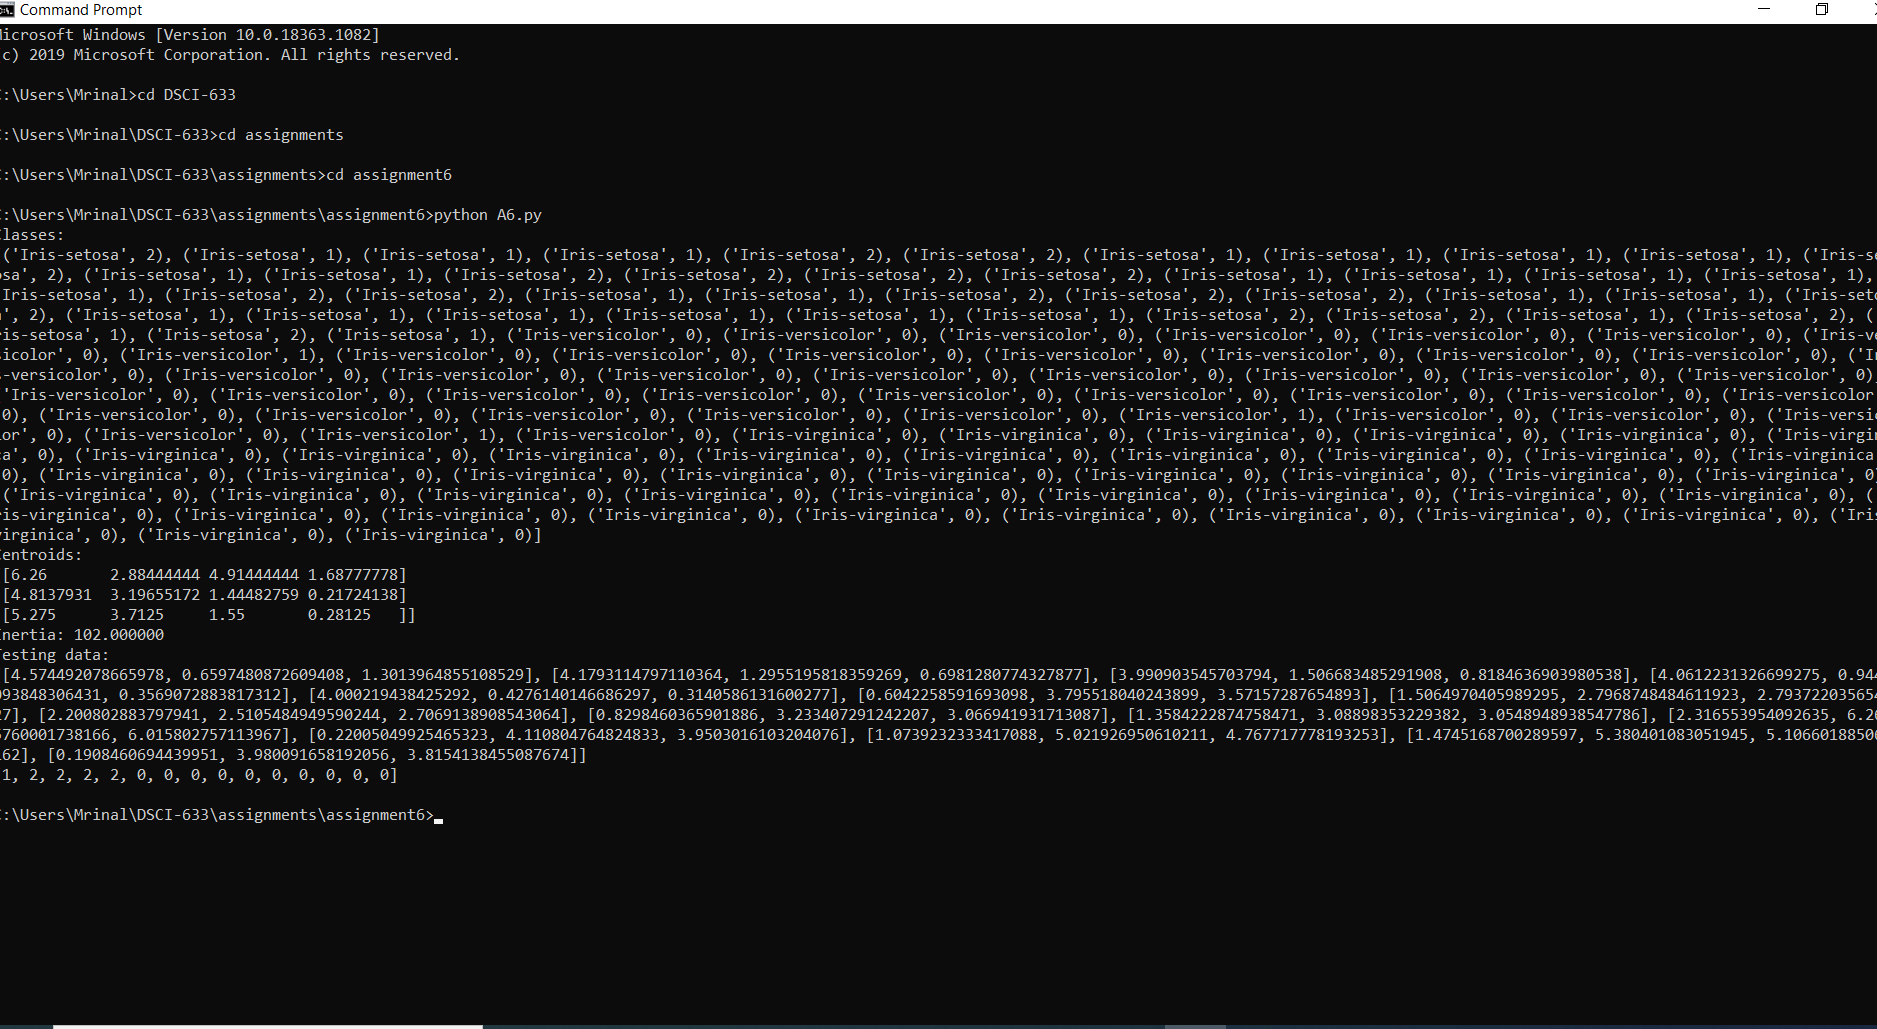 Command Prompt
icrosoft Windows [Version 10.0.18363.1082]
c) 2019 Microsoft Corporation. All rights reserved.
:\Users\Mrinal>cd DSCI-633
:\Users\Mrinal\DSCI-633>cd assignments
:\Users\Mrinal\DSCI-633\assignments>cd assignment6
:\Users\Mrinal\DSCI-633\assignments\assignment6>python A6.py
lasses:
('Iris-setosa', 2), ('Iris-setosa', 1), ('Iris-setosa', 1), ('Iris-setosa', 1), ('Iris-setosa', 2), ('Iris-setosa', 2), ('Iris-setosa', 1), ('Iris-setosa', 1), ('Iris-setosa', 1), ('Iris-se
osa', 2), ('Iris-setosa', 1), ('Iris-setosa', 1), ('Iris-setosa', 2), ('Iris-setosa', 2), ('Iris-setosa', 2), ('Iris-setosa', 2), ('Iris-setosa', 1), ('Iris-setosa', 1), ('Iris-setosa', 1), ('Iris-setosa', 1),
'Iris-setosa', 1), ('Iris-setosa', 2), ('Iris-setosa', 2), ('Iris-setosa', 1), ('Iris-setosa', 1), ('Iris-setosa', 2), ('Iris-setosa', 2), ('Iris-setosa', 2), ('Iris-setosa', 1), ('Iris-setosa', 1), ('Iris-seto
', 2), ('Iris-setosa', 1), ('Iris-setosa', 1), ('Iris-setosa', 1), ('Iris-setosa', 1), ('Iris-setosa', 1), ('Iris-setosa', 1), ('Iris-setosa', 2), ('Iris-setosa', 2), ('Iris-setosa', 1), ('Iris-setosa', 2), (
ris-setosa', 1), ('Iris-setosa', 2), ('Iris-setosa', 1), ('Iris-versicolor', 0), ('Iris-versicolor', 0), ('Iris-versicolor', 0), ('Iris-versicolor', 0), ('Iris-versicolor', 0), ('Iris-versicolor', 0), ('Iris-ve
sicolor', 0), ('Iris-versicolor', 1), ('Iris-versicolor', 0), ('Iris-versicolor', 0), ('Iris-versicolor', 0), ('Iris-versicolor', 0), ('Iris-versicolor', 0), ('Iris-versicolor', 0), ('Iris-versicolor', 0), ('I
-versicolor', 0), ('Iris-versicolor', 0), ('Iris-versicolor', 0), ('Iris-versicolor', 0), ('Iris-versicolor', 0), ('Iris-versicolor', 0), ('Iris-versicolor', 0), ('Iris-versicolor', 0), ('Iris-versicolor', 0)
'Iris-versicolor', 0), ('Iris-versicolor', 0), ('Iris-versicolor', 0), ('Iris-versicolor', 0), ('Iris-versicolor', 0), ('Iris-versicolor', 0), ('Iris-versicolor', 0), ('Iris-versicolor', 0), ('Iris-versicolor
0), ('Iris-versicolor', 0), ('Iris-versicolor', 0), ('Iris-versicolor', 0), ('Iris-versicolor', 0), ('Iris-versicolor', 0), ('Iris-versicolor', 1), ('Iris-versicolor', 0), ('Iris-versicolor', 0), ('Iris-versic
or', 0), ('Iris-versicolor', 0), ('Iris-versicolor', 1), ('Iris-versicolor', 0), ('Iris-virginica', 0), ('Iris-virginica', 0), ('Iris-virginica', 0), ('Iris-virginica', 0), ('Iris-virginica', 0), ('Iris-virgin
a', 0), ('Iris-virginica', 0), ('Iris-virginica', 0), ('Iris-virginica', 0), ('Iris-virginica', 0), ('Iris-virginica', 0), ('Iris-virginica', 0), ('Iris-virginica', 0), ('Iris-virginica', 0), ('Iris-virginica
0), ('Iris-virginica', 0), ('Iris-virginica', 0), ('Iris-virginica', 0), ('Iris-virginica', 0), ('Iris-virginica', 0), ('Iris-virginica', 0), ('Iris-virginica', 0), ('Iris-virginica', 0), ('Iris-virginica', 0)
('Iris-virginica', 0), ('Iris-virginica', 0), ('Iris-virginica', 0), ('Iris-virginica', 0), ('Iris-virginica', 0), ('Iris-virginica', 0), ('Iris-virginica', 0), ('Iris-virginica', 0), ('Iris-virginica', 0), (
ris-virginica', 0), ('Iris-virginica', 0), ('Iris-virginica', 0), ('Iris-virginica', 0), ('Iris-virginica', 0), ('Iris-virginica', 0), ('Iris-virginica', 0), ('Iris-virginica', 0), ('Iris-virginica', 0), ('Iris
virginica', 0), ('Iris-virginica', 0), ('Iris-virginica', 0)]
entroids:
[6.26 2.88444444 4.91444444 1.68777778]
[4.8137931 3.19655172 1.44482759 0.21724138]
[5.275 3.7125 1.55 0.28125 ]]
nertia: 102.000000
esting data:
[4.574492078665978, 0.6597480872609408, 1.3013964855108529], [4.1793114797110364, 1.2955195818359269, 0.6981280774327877], [3.990903545703794, 1.506683485291908, 0.8184636903980538], [4.0612231326699275, 0.944
093848306431, 0.3569072883817312], [4.000219438425292, 0.4276140146686297, 0.3140586131600277], [0.6042258591693098, 3.795518040243899, 3.57157287654893], [1.5064970405989295, 2.7968748484611923, 2.793722035654
27], [2.200802883797941, 2.5105484949590244, 2.7069138908543064], [0.8298460365901886, 3.233407291242207, 3.066941931713087], [1.3584222874758471, 3.08898353229382, 3.0548948938547786], [2.316553954092635, 6.26
5760001738166, 6.015802757113967], [0.22005049925465323, 4.110804764824833, 3.9503016103204076], [1.0739232333417088, 5.021926950610211, 4.767717778193253], [1.4745168700289597, 5.380401083051945, 5.10660188506
62], [0.1908460694439951, 3.980091658192056, 3.8154138455087674]]
1, 2, 2, 2, 2, 0, 0, 0, 0, 0, 0, 0, 0, 0, 0]
:\Users\Mrinal\DSCI-633\assignments\assignment6>